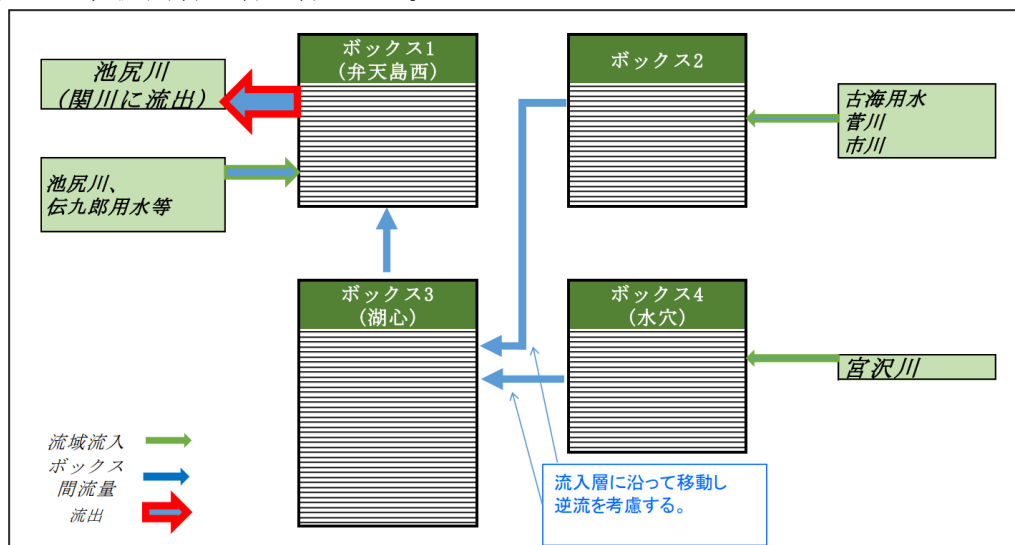 ボックス1
(弁天島西)
ボックス2
池尻川
(関川に流出)
古海用水
菅川
市川
池尻川、
伝九郎用水等
ボックス3
(湖心)
ボックス4
(水穴)
宮沢川
流域流入
ボックス
間流量
流出
流入層に沿って移動し
逆流を考慮する。